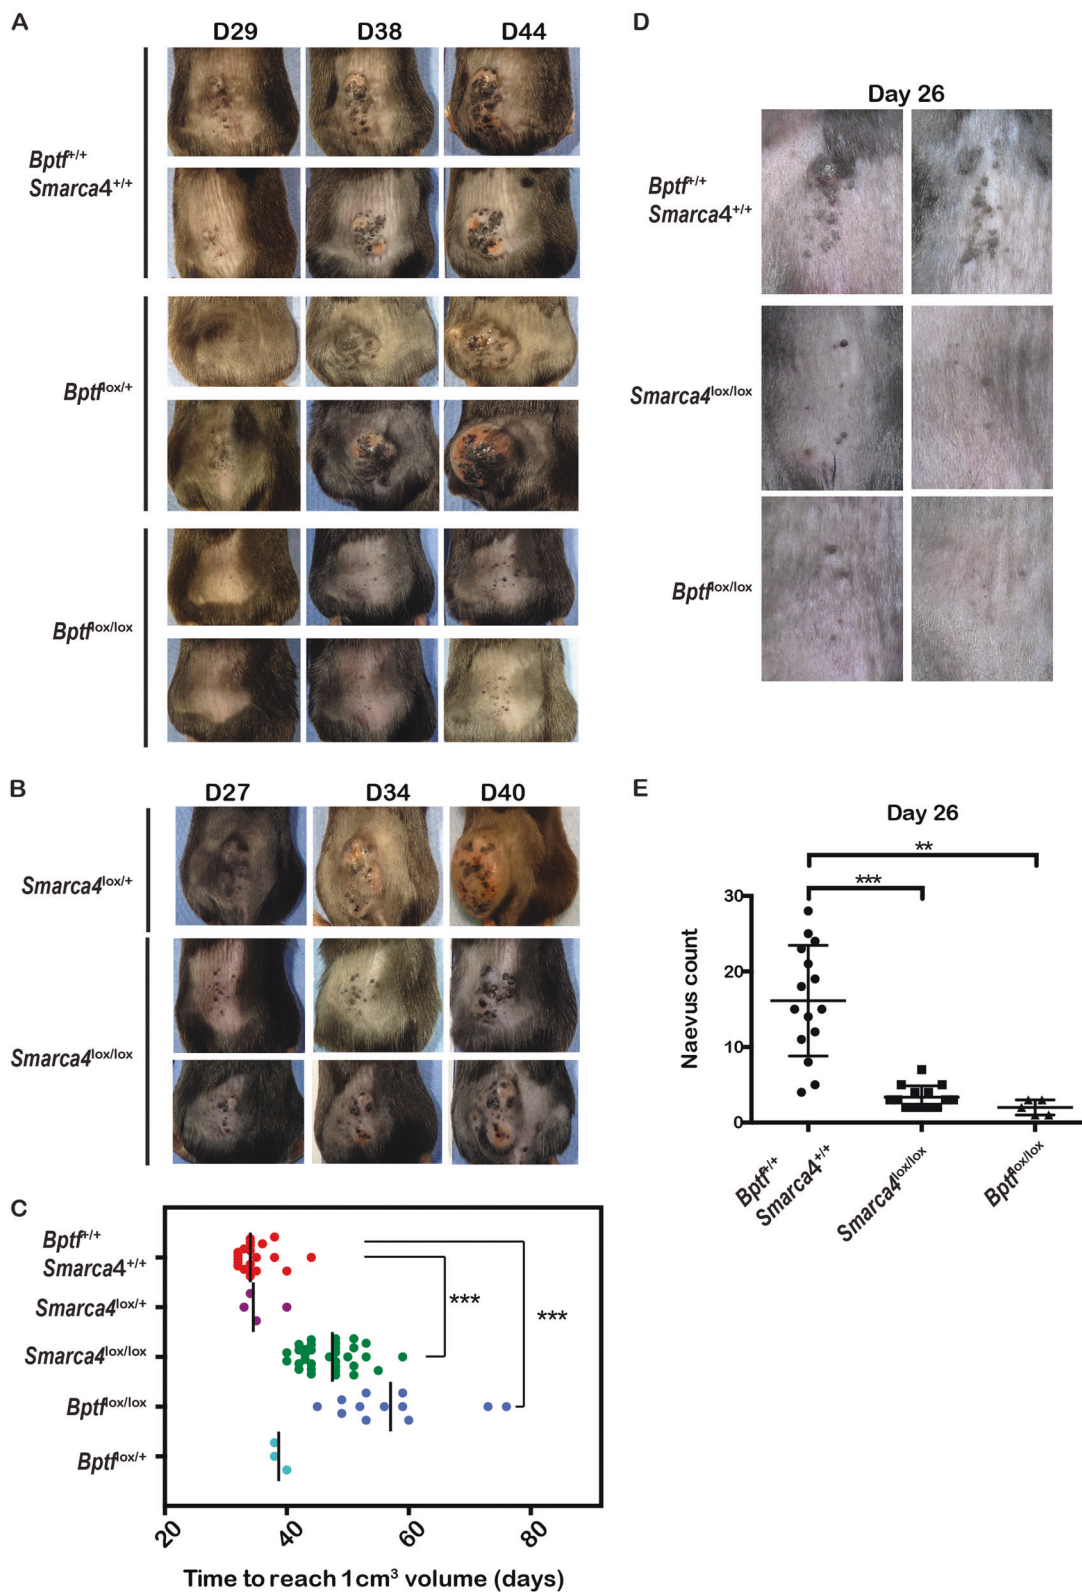 A
D29 D38 D44
Bptf+/+
Smarca4+/+
Bptflox/+
Bptflox/lox
B
D27 D34 D40
Smarca4lox/+
Smarca4lox/lox
C
Bptf+/+
Smarca4+/+
Smarca4lox/+
Smarca4lox/lox
Bptflox/lox
Bptflox/+
***
***
20 40 60 80
Time to reach 1cm³ volume (days)
D
Day 26
Bptf+/+
Smarca4+/+
Smarca4lox/lox
Bptflox/lox
E
Day 26
**
***
30
20
10
0
Naevus count
Bptf+/+
Smarca4+/+
Smarca4lox/lox
Bptflox/lox